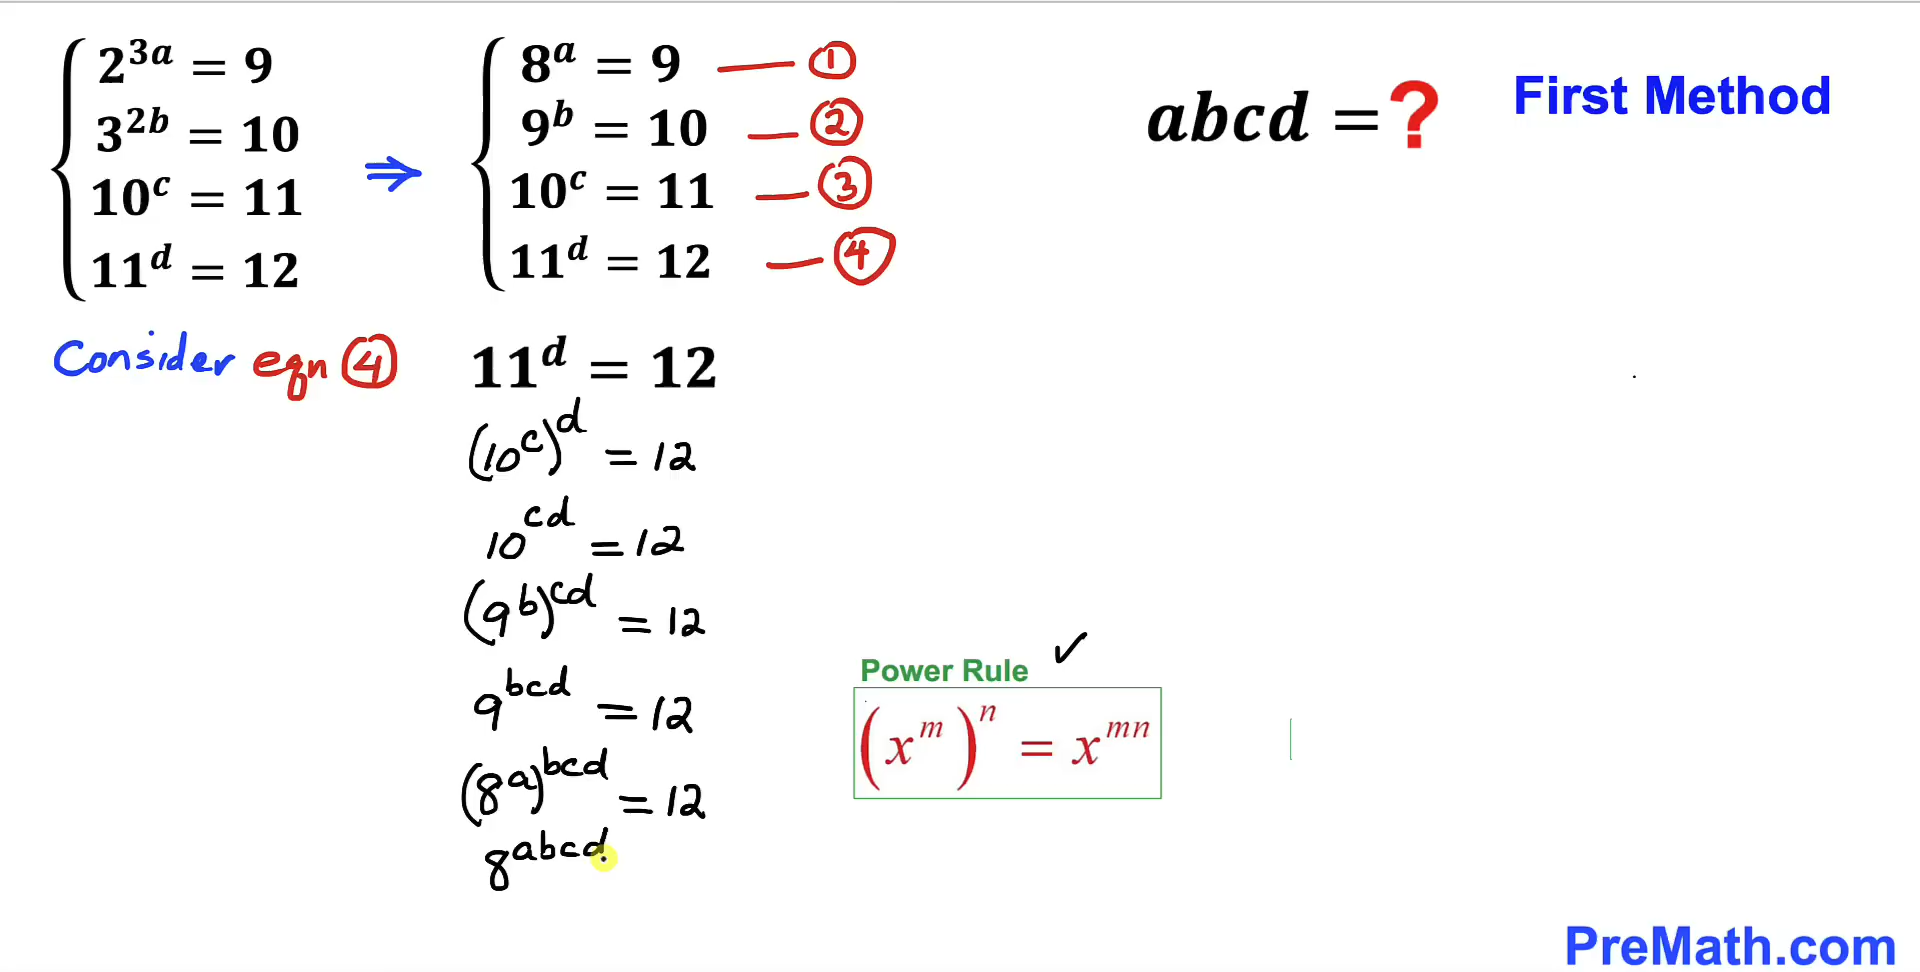 2^{3a} = 9
3^{2b} = 10
10^c = 11
11^d = 12
⇒
8^a = 9 — ①
9^b = 10 — ②
10^c = 11 — ③
11^d = 12 — ④
abcd = ?
First Method
Consider eqn ④
11^d = 12
(10^c)^d = 12
10^{cd} = 12
(9^b)^{cd} = 12
9^{bcd} = 12
(8^a)^{bcd} = 12
8^{abcd}
Power Rule ✓
(x^m)^n = x^{mn}
PreMath.com